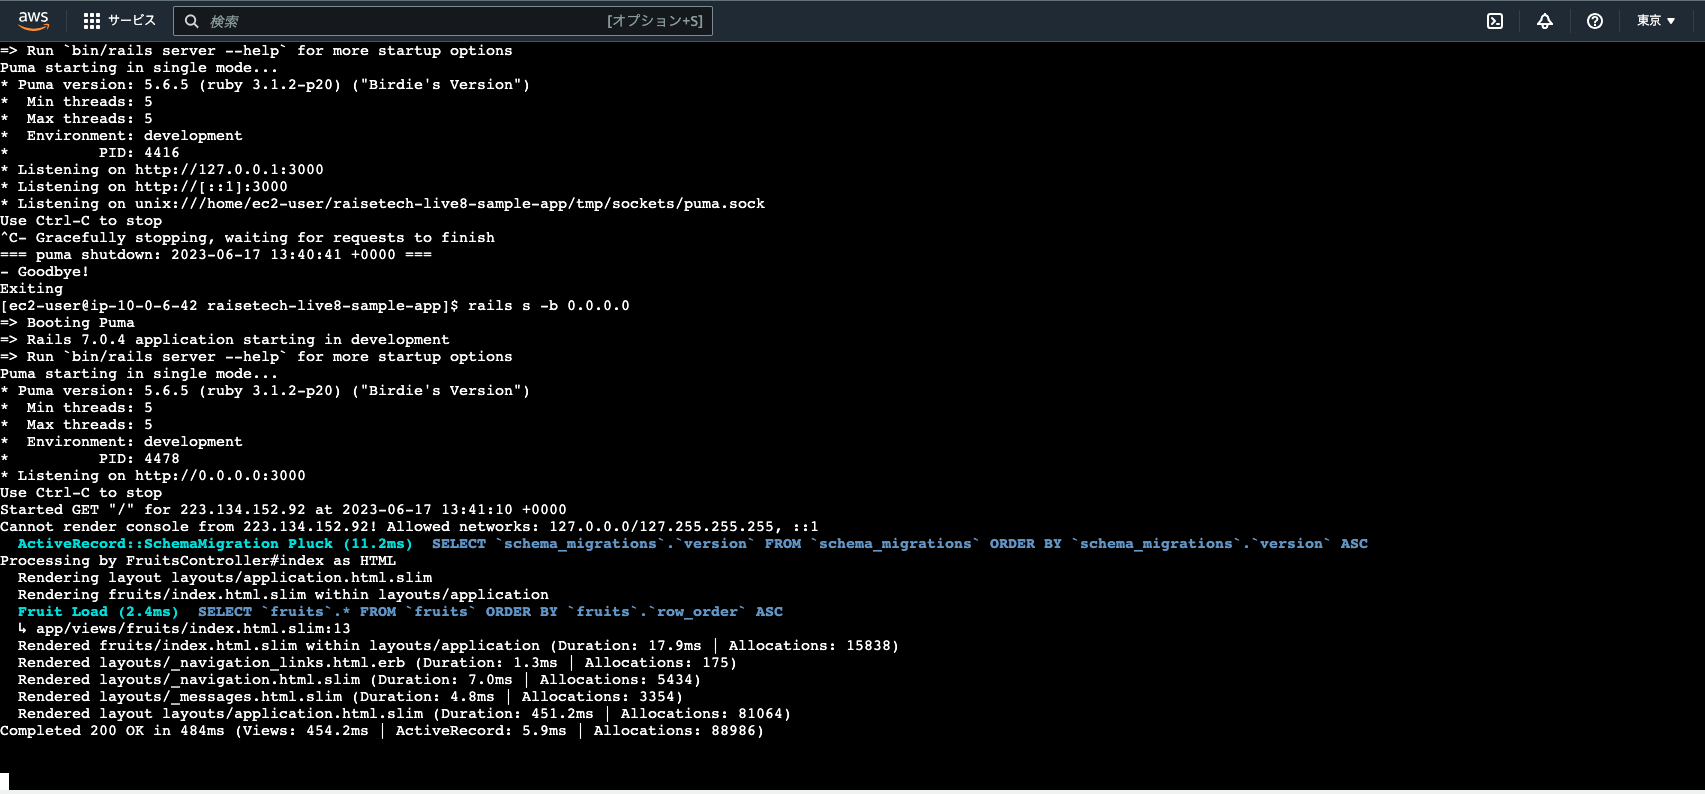 aws サービス 検索 [オプション+S] 東京 ▼
=> Run `bin/rails server --help` for more startup options
Puma starting in single mode...
* Puma version: 5.6.5 (ruby 3.1.2-p20) ("Birdie's Version")
*  Min threads: 5
*  Max threads: 5
*  Environment: development
*          PID: 4416
* Listening on http://127.0.0.1:3000
* Listening on http://[::1]:3000
* Listening on unix:///home/ec2-user/raisetech-live8-sample-app/tmp/sockets/puma.sock
Use Ctrl-C to stop
^C- Gracefully stopping, waiting for requests to finish
=== puma shutdown: 2023-06-17 13:40:41 +0000 ===
- Goodbye!
Exiting
[ec2-user@ip-10-0-6-42 raisetech-live8-sample-app]$ rails s -b 0.0.0.0
=> Booting Puma
=> Rails 7.0.4 application starting in development
=> Run `bin/rails server --help` for more startup options
Puma starting in single mode...
* Puma version: 5.6.5 (ruby 3.1.2-p20) ("Birdie's Version")
*  Min threads: 5
*  Max threads: 5
*  Environment: development
*          PID: 4478
* Listening on http://0.0.0.0:3000
Use Ctrl-C to stop
Started GET "/" for 223.134.152.92 at 2023-06-17 13:41:10 +0000
Cannot render console from 223.134.152.92! Allowed networks: 127.0.0.0/127.255.255.255, ::1
  ActiveRecord::SchemaMigration Pluck (11.2ms)  SELECT `schema_migrations`.`version` FROM `schema_migrations` ORDER BY `schema_migrations`.`version` ASC
Processing by FruitsController#index as HTML
  Rendering layout layouts/application.html.slim
  Rendering fruits/index.html.slim within layouts/application
  Fruit Load (2.4ms)  SELECT `fruits`.* FROM `fruits` ORDER BY `fruits`.`row_order` ASC
  ↳ app/views/fruits/index.html.slim:13
  Rendered fruits/index.html.slim within layouts/application (Duration: 17.9ms | Allocations: 15838)
  Rendered layouts/_navigation_links.html.erb (Duration: 1.3ms | Allocations: 175)
  Rendered layouts/_navigation.html.slim (Duration: 7.0ms | Allocations: 5434)
  Rendered layouts/_messages.html.slim (Duration: 4.8ms | Allocations: 3354)
  Rendered layout layouts/application.html.slim (Duration: 451.2ms | Allocations: 81064)
Completed 200 OK in 484ms (Views: 454.2ms | ActiveRecord: 5.9ms | Allocations: 88986)